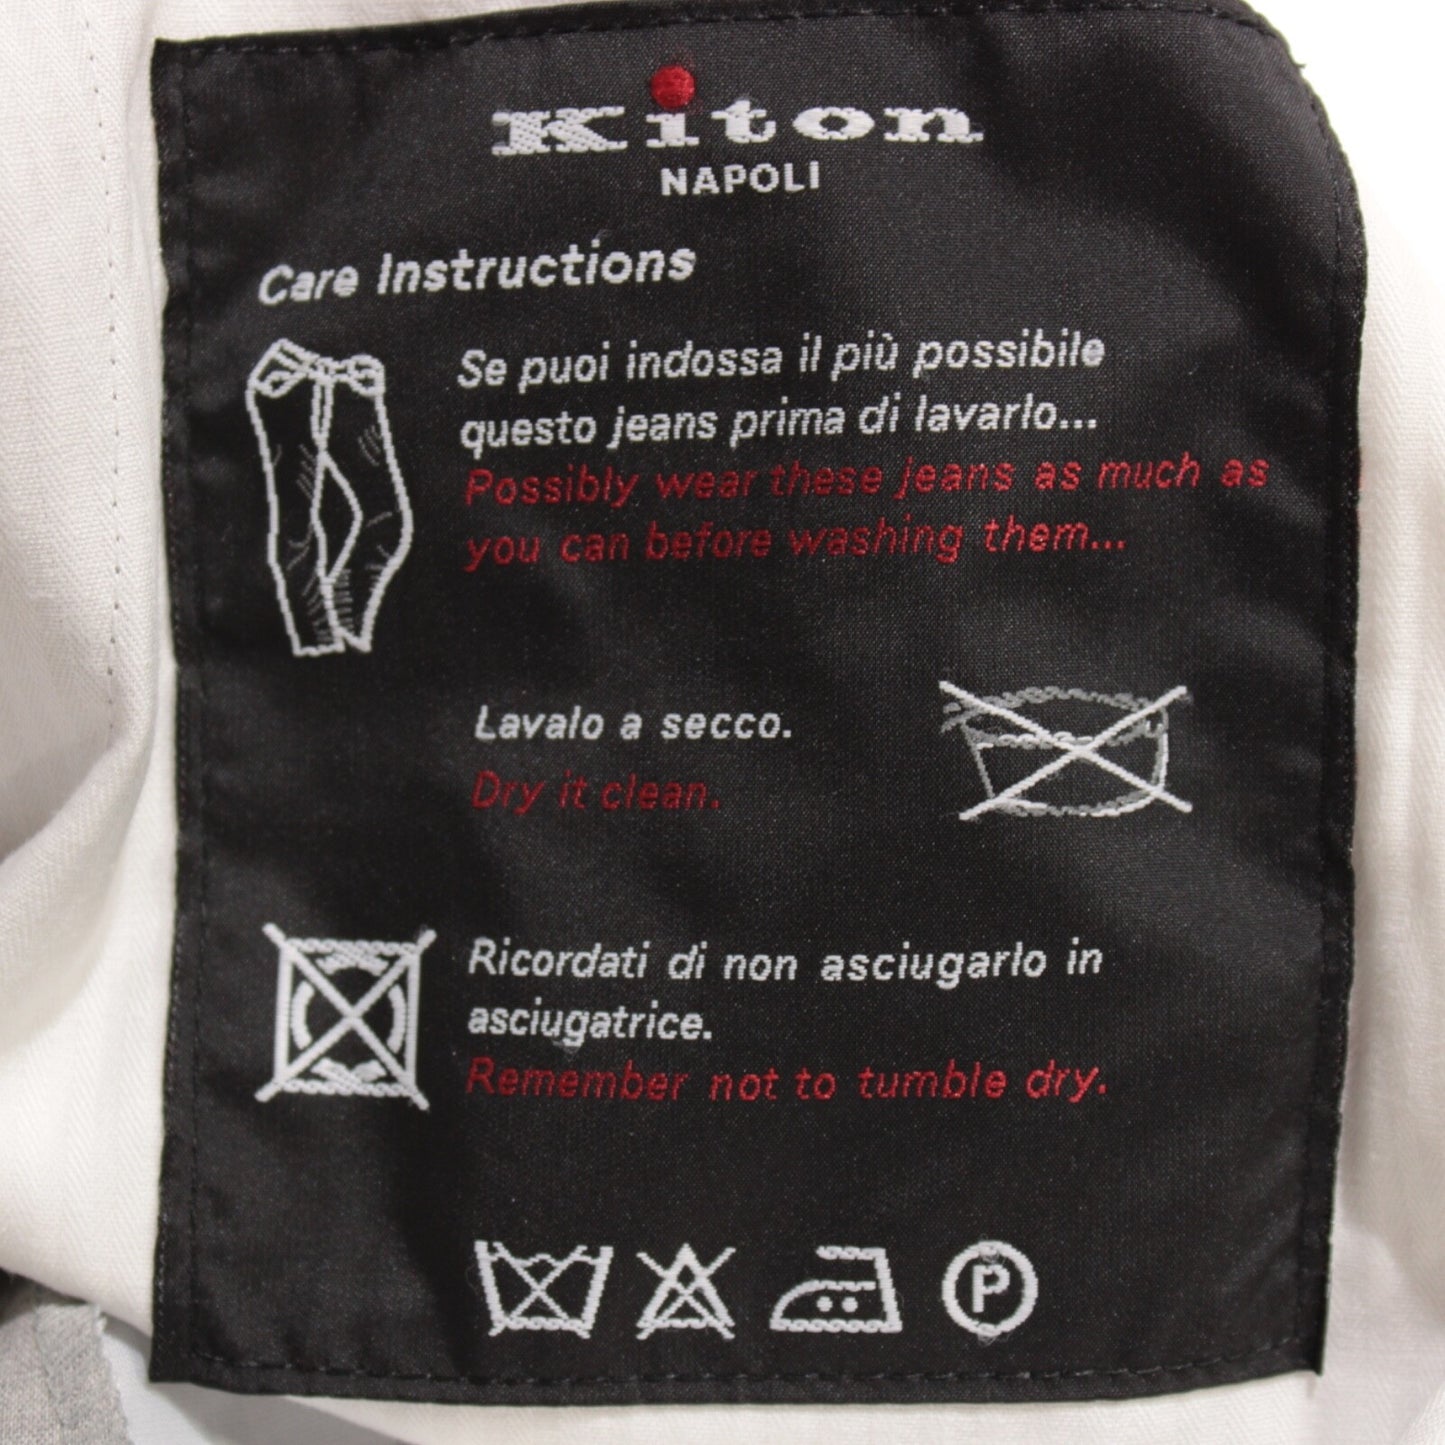 Kiton
NAPOLI
Care Instructions
Se puoi indossa il più possibile
questo jeans prima di lavarlo...
Possibly wear these jeans as much as
you can before washing them...
Lavalo a secco.
Dry it clean.
Ricordati di non asciugarlo in
asciugatrice.
Remember not to tumble dry.
P